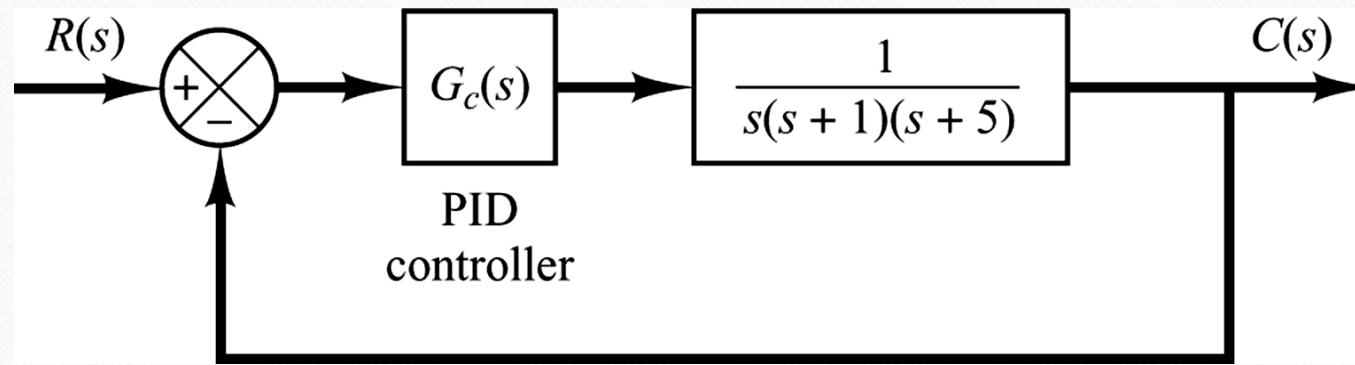 R(s)
+
−
G_c(s)
1
s(s + 1)(s + 5)
C(s)
PID
controller